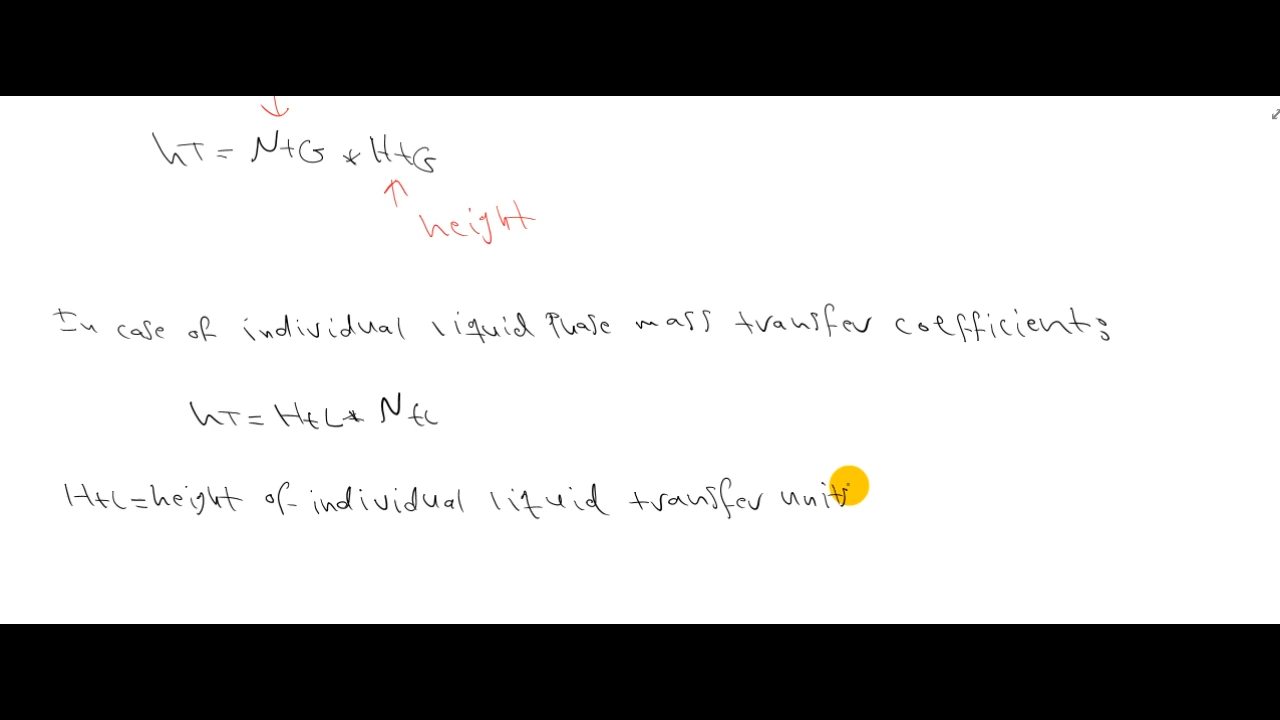 hT = NtG * HtG
height
In case of individual liquid Phase mass transfer coefficient:
hT = HtL * NtL
HtL = height of individual liquid transfer units